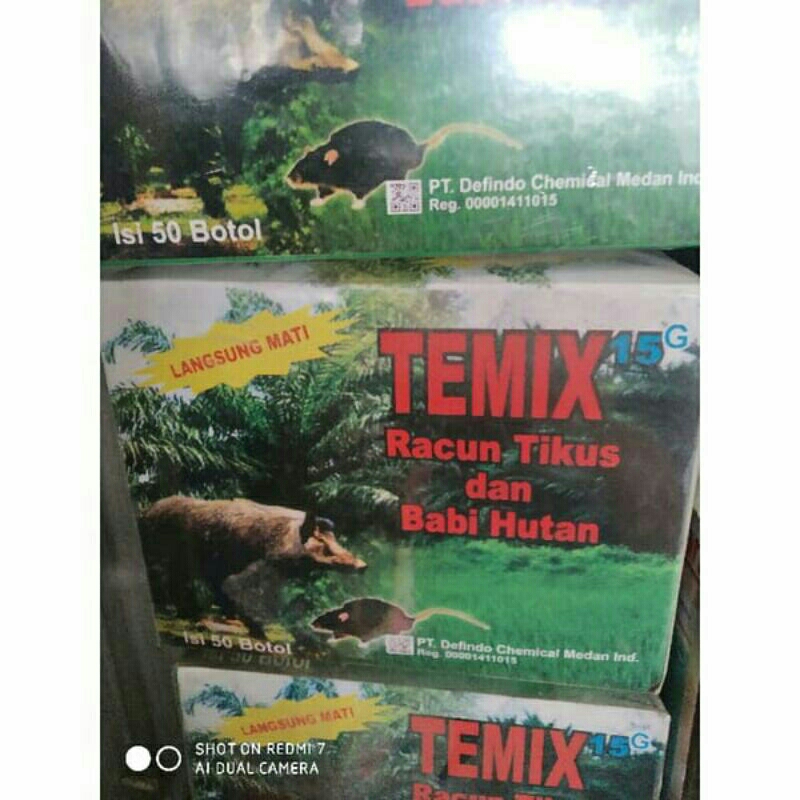 PT. Defindo Chemical Medan Ind
Reg. 00001411015
Isi 50 Botol
LANGSUNG MATI
TEMIX 15G
Racun Tikus
dan
Babi Hutan
Isi 50 Botol
PT. Defindo Chemical Medan Ind.
Reg. 00001411015
LANGSUNG MATI
TEMIX 15G
SHOT ON REDMI 7
AI DUAL CAMERA